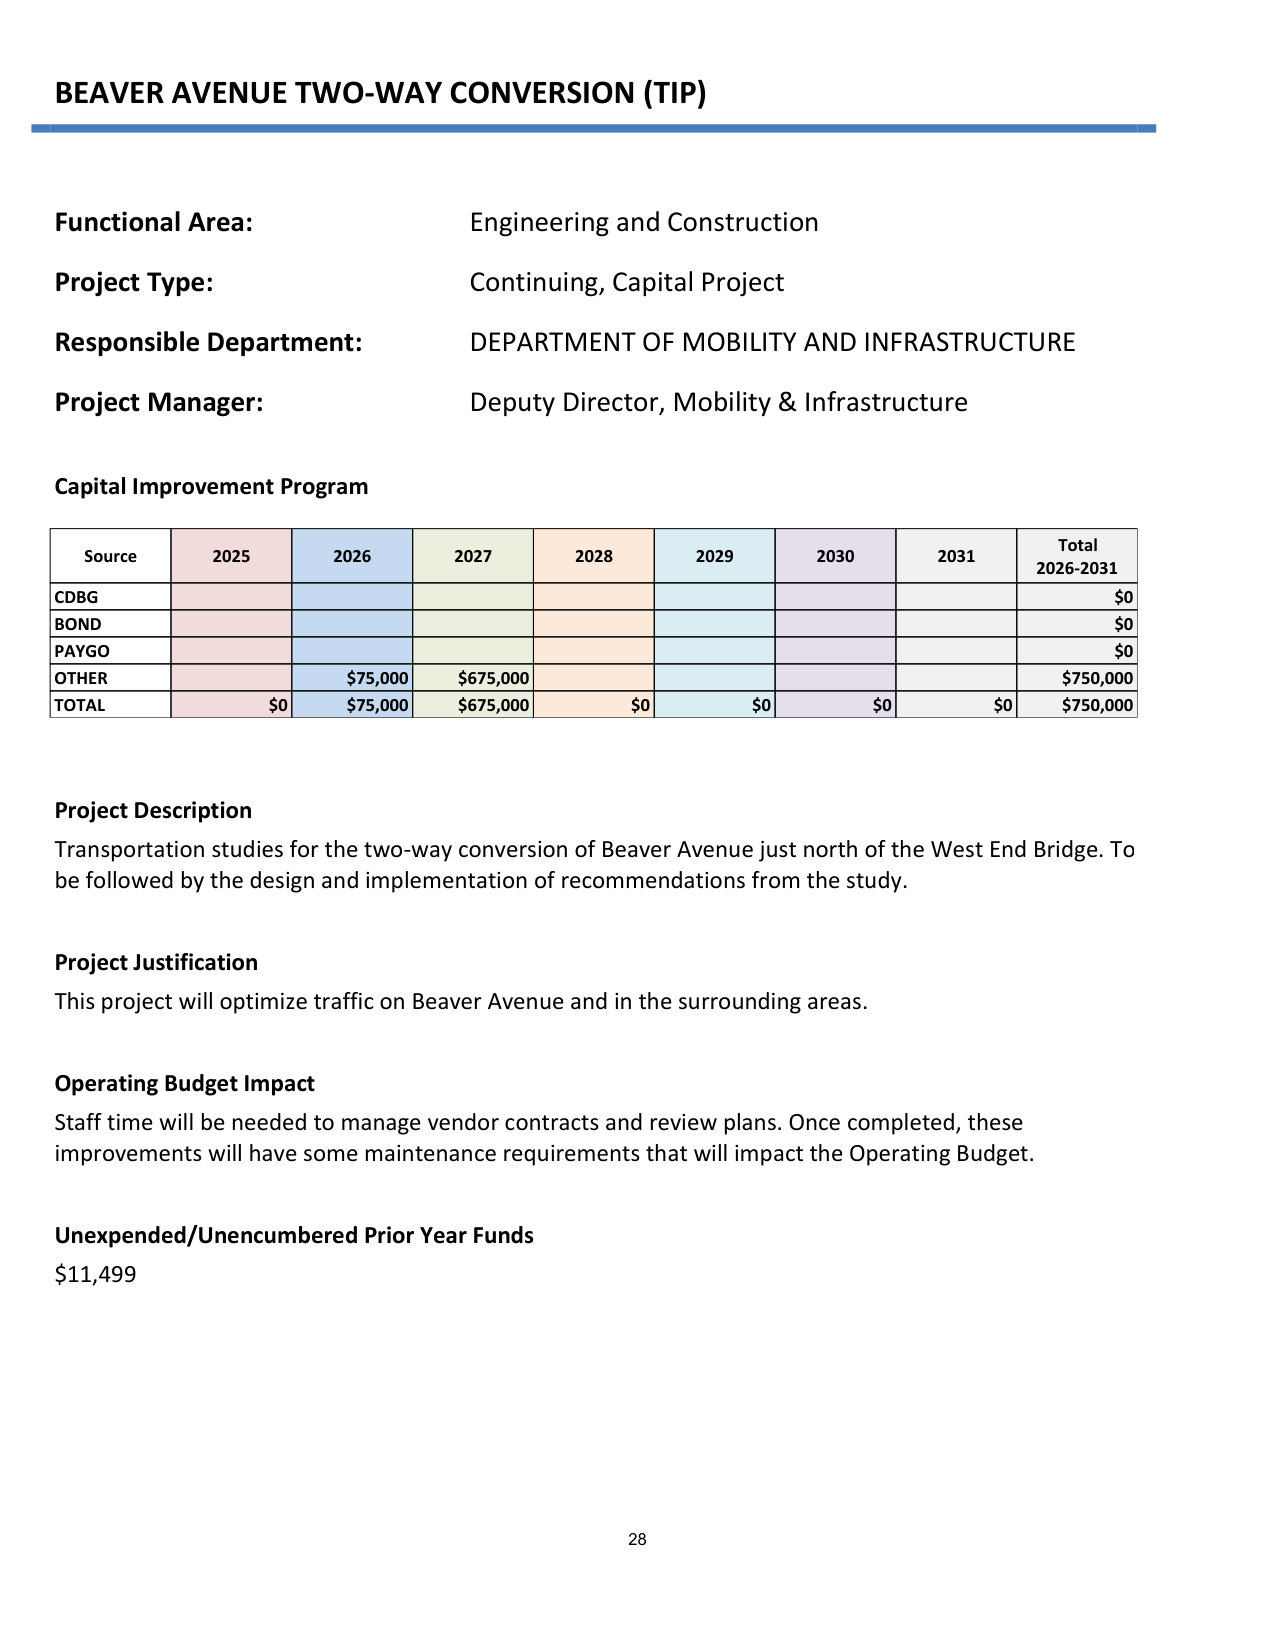 BEAVER AVENUE TWO-WAY CONVERSION (TIP)
Functional Area: Engineering and Construction
Project Type: Continuing, Capital Project
Responsible Department: DEPARTMENT OF MOBILITY AND INFRASTRUCTURE
Project Manager: Deputy Director, Mobility & Infrastructure
Capital Improvement Program
Source 2025 2026 2027 2028 2029 2030 2031 Total 2026-2031
CDBG $0
BOND $0
PAYGO $0
OTHER $75,000 $675,000 $750,000
TOTAL $0 $75,000 $675,000 $0 $0 $0 $0 $750,000
Project Description
Transportation studies for the two-way conversion of Beaver Avenue just north of the West End Bridge. To
be followed by the design and implementation of recommendations from the study.
Project Justification
This project will optimize traffic on Beaver Avenue and in the surrounding areas.
Operating Budget Impact
Staff time will be needed to manage vendor contracts and review plans. Once completed, these
improvements will have some maintenance requirements that will impact the Operating Budget.
Unexpended/Unencumbered Prior Year Funds
$11,499
28